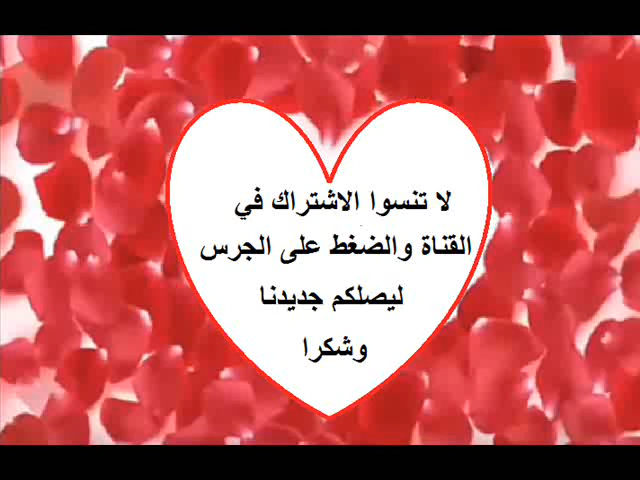 لا تنسوا الاشتراك في
القناة والضغط على الجرس
ليصلكم جديدنا
وشكرا